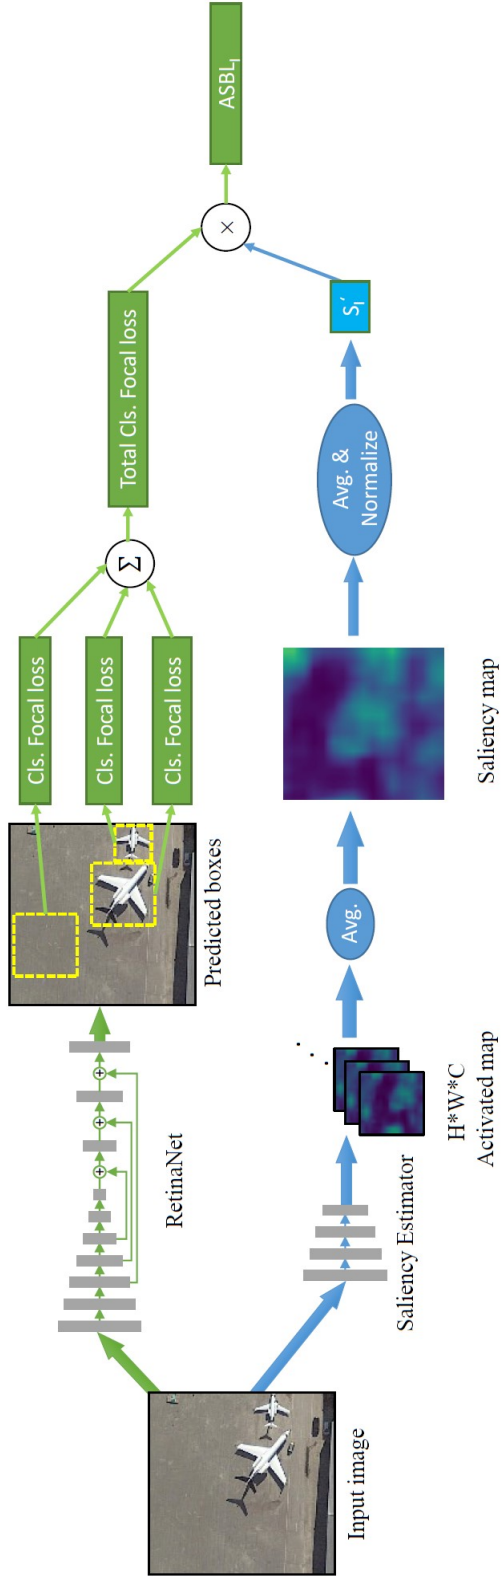 Input image
RetinaNet
+
+
+
Predicted boxes
Cls. Focal loss
Cls. Focal loss
Cls. Focal loss
Σ
Total Cls. Focal loss
×
ASBL_I
Saliency Estimator
H*W*C
Activated map
Avg.
Saliency map
Avg. &
Normalize
S_I′